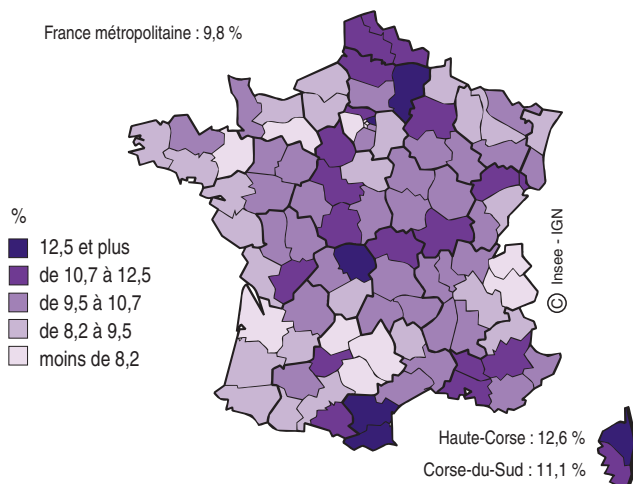 France métropolitaine : 9,8 %
%
12,5 et plus
de 10,7 à 12,5
de 9,5 à 10,7
de 8,2 à 9,5
moins de 8,2
© Insee - IGN
Haute-Corse : 12,6 %
Corse-du-Sud : 11,1 %